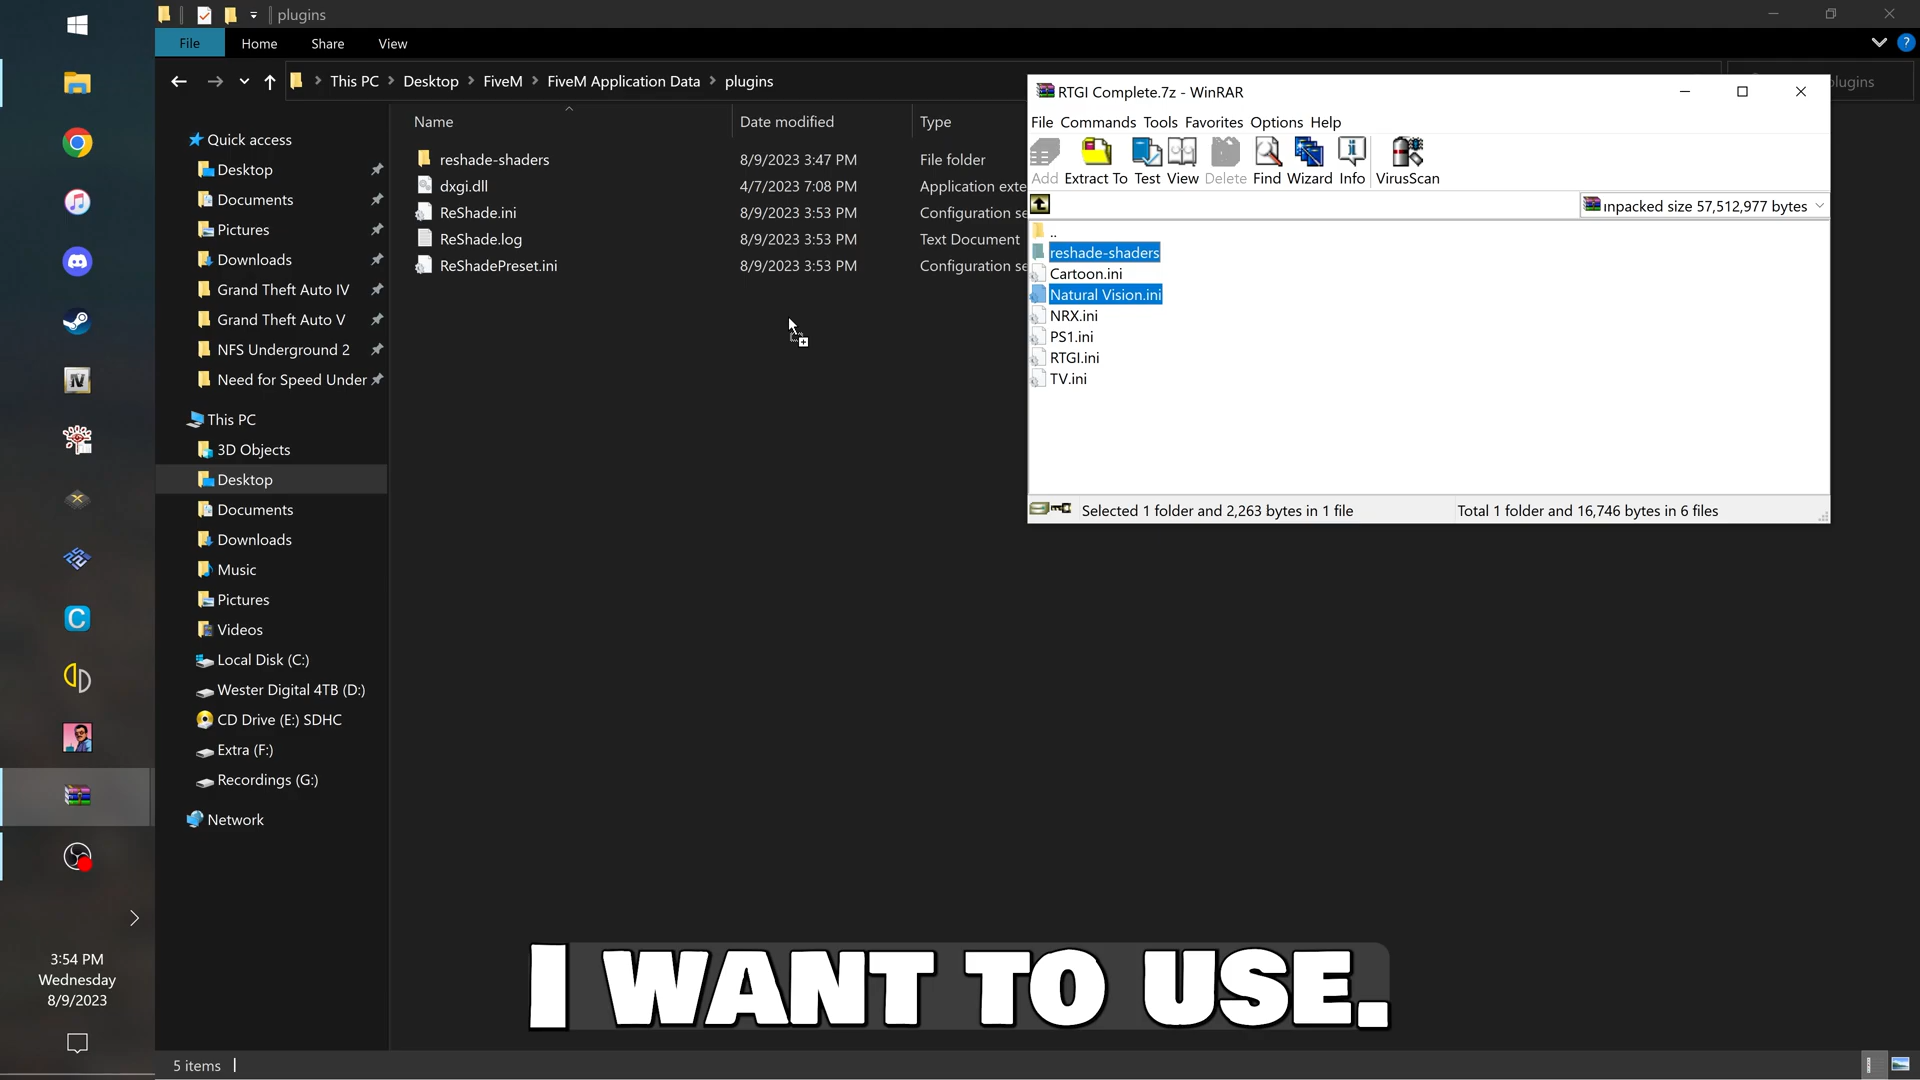 plugins
File Home Share View
This PC Desktop FiveM FiveM Application Data plugins
plugins
Name Date modified Type
reshade-shaders 8/9/2023 3:47 PM File folder
dxgi.dll 4/7/2023 7:08 PM Application exte
ReShade.ini 8/9/2023 3:53 PM Configuration se
ReShade.log 8/9/2023 3:53 PM Text Document
ReShadePreset.ini 8/9/2023 3:53 PM Configuration se
Quick access
Desktop
Documents
Pictures
Downloads
Grand Theft Auto IV
Grand Theft Auto V
NFS Underground 2
Need for Speed Under
This PC
3D Objects
Desktop
Documents
Downloads
Music
Pictures
Videos
Local Disk (C:)
Wester Digital 4TB (D:)
CD Drive (E:) SDHC
Extra (F:)
Recordings (G:)
Network
RTGI Complete.7z - WinRAR
File Commands Tools Favorites Options Help
Add Extract To Test View Delete Find Wizard Info VirusScan
inpacked size 57,512,977 bytes
..
reshade-shaders
Cartoon.ini
Natural Vision.ini
NRX.ini
PS1.ini
RTGI.ini
TV.ini
Selected 1 folder and 2,263 bytes in 1 file
Total 1 folder and 16,746 bytes in 6 files
I WANT TO USE.
3:54 PM
Wednesday
8/9/2023
5 items